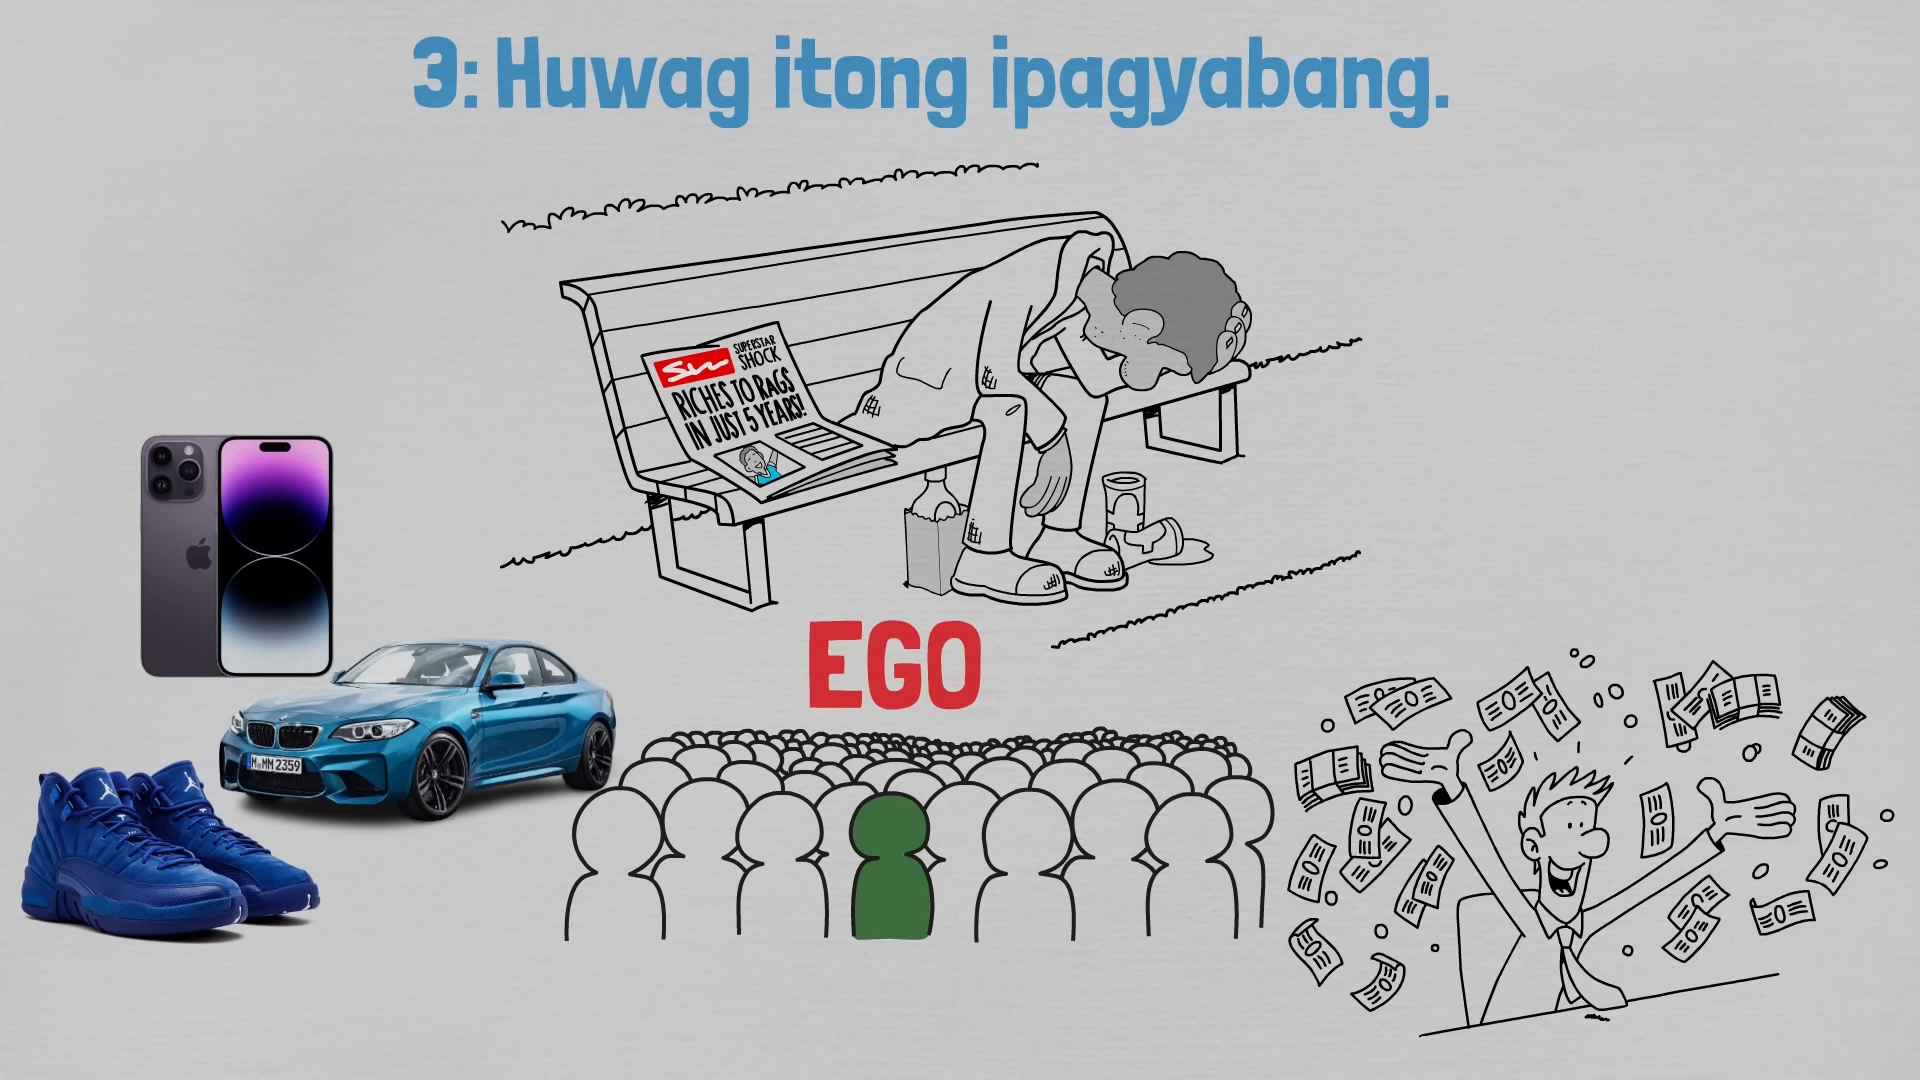 3: Huwag itong ipagyabang.
SUPERSTAR
SHOCK
RICHES TO RAGS
IN JUST 5 YEARS!
EGO
M MM 2359